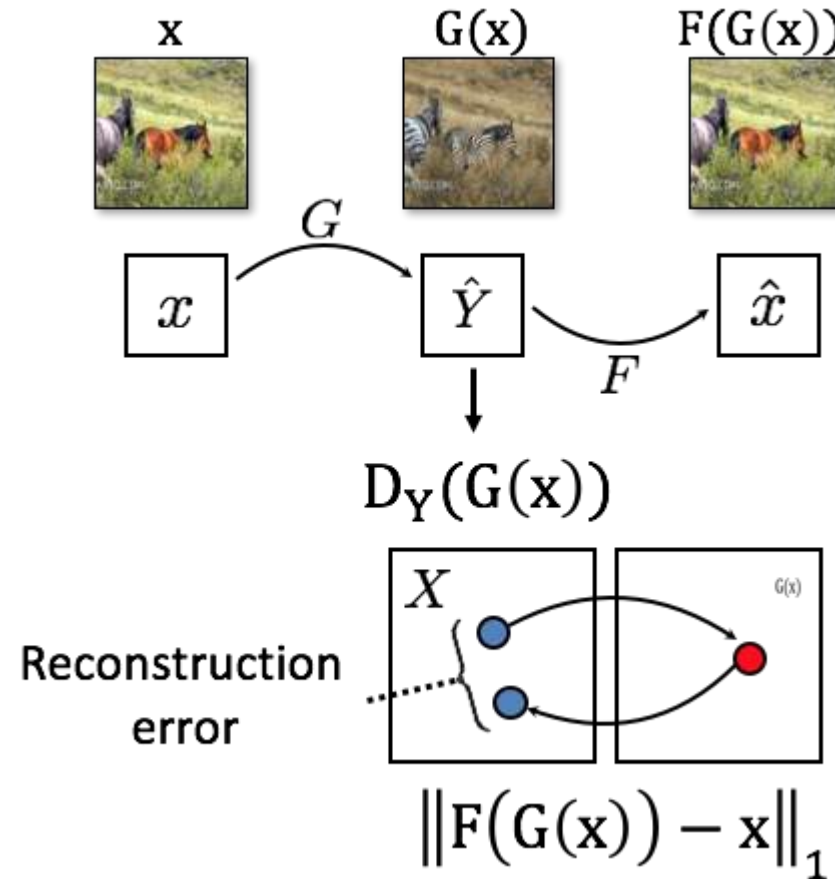 x G(x) F(G(x))
G
x Ŷ x̂
F
D_Y(G(x))
X G(x)
Reconstruction
error
‖F(G(x)) − x‖₁